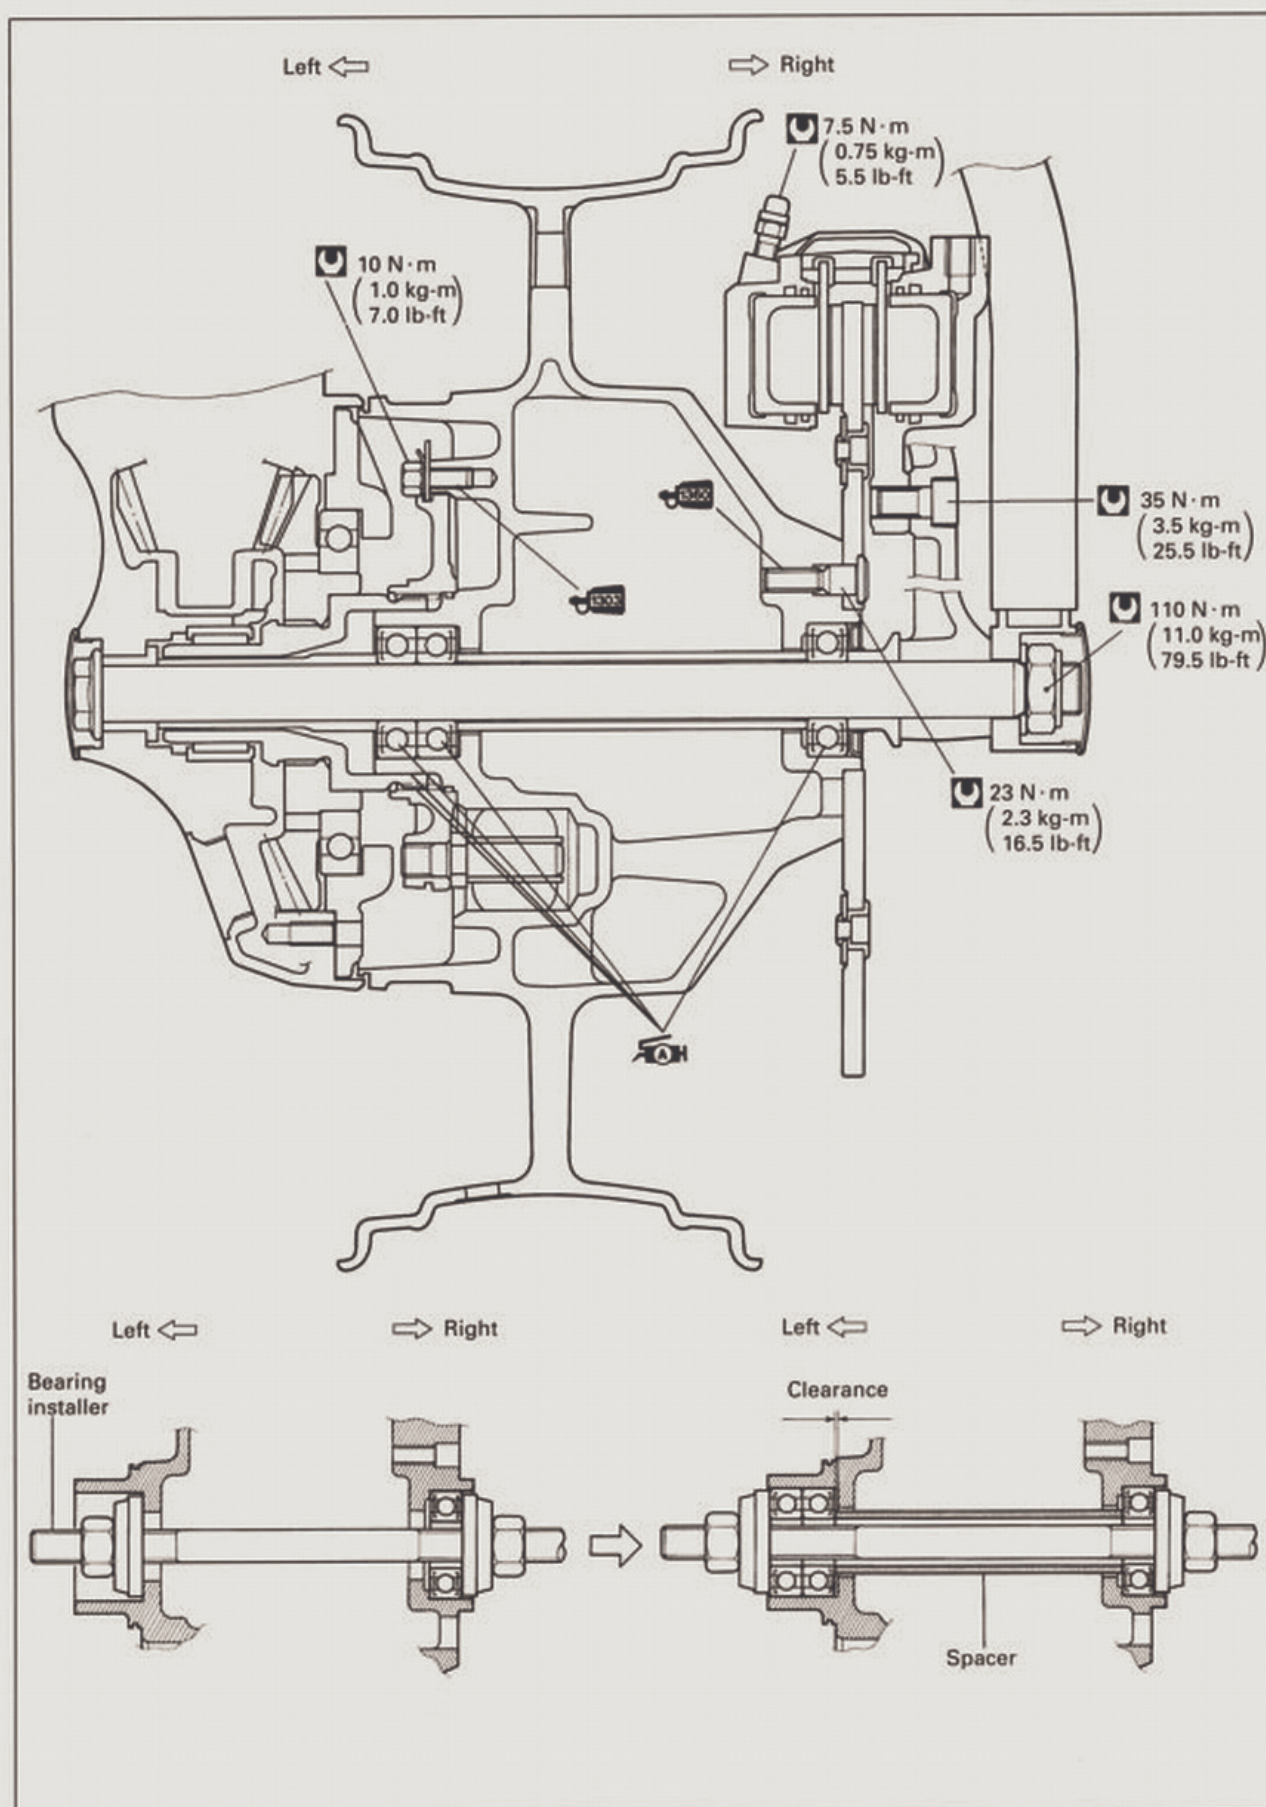 Left
Right
7.5 N·m
(0.75 kg-m
5.5 lb-ft)
10 N·m
(1.0 kg-m
7.0 lb-ft)
1360
35 N·m
(3.5 kg-m
25.5 lb-ft)
1303
110 N·m
(11.0 kg-m
79.5 lb-ft)
23 N·m
(2.3 kg-m
16.5 lb-ft)
A
Left
Right
Left
Right
Bearing
installer
Clearance
Spacer